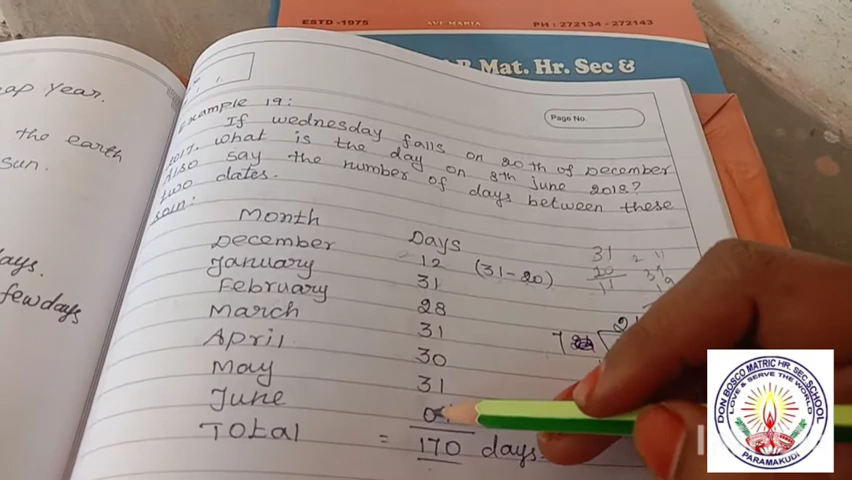 ESTD -1975 AVE MARIA PH : 272134 - 272143
Mat. Hr. Sec &
Year.
the earth
sun.
ays.
few days
Page No.
Example 19:
If wednesday falls on 20th of December
2017. what is the day on 8th june 2018?
Also say the number of days between these
two dates.
soln:
Month Days
December 12 (31-20)
January 31
February 28
March 31
April 30
May 31
June
Total = 170 days.
31
20
11
DON BOSCO MATRIC HR. SEC SCHOOL
LOVE & SERVE THE WORLD
PARAMAKUDI